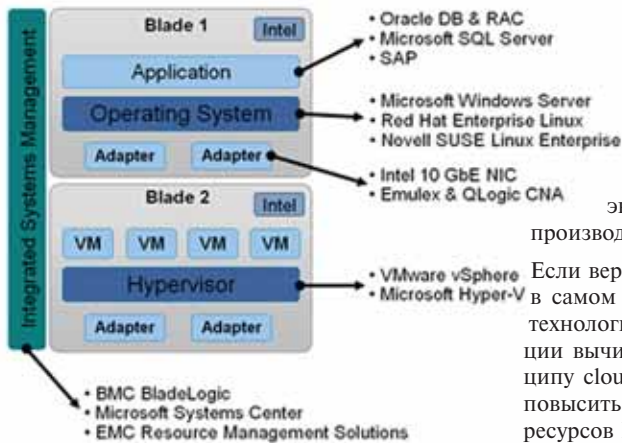 Integrated Systems Management
Blade 1
Intel
Application
Operating System
Adapter
Adapter
Blade 2
Intel
VM
VM
VM
VM
Hypervisor
Adapter
Adapter
• Oracle DB & RAC
• Microsoft SQL Server
• SAP
• Microsoft Windows Server
• Red Hat Enterprise Linux
• Novell SUSE Linux Enterprise
• Intel 10 GbE NIC
• Emulex & QLogic CNA
• VMware vSphere
• Microsoft Hyper-V
• BMC BladeLogic
• Microsoft Systems Center
• EMC Resource Management Solutions
производ
Если вер
в самом
технологи
ции вычи
ципу clou
повысить
ресурсов